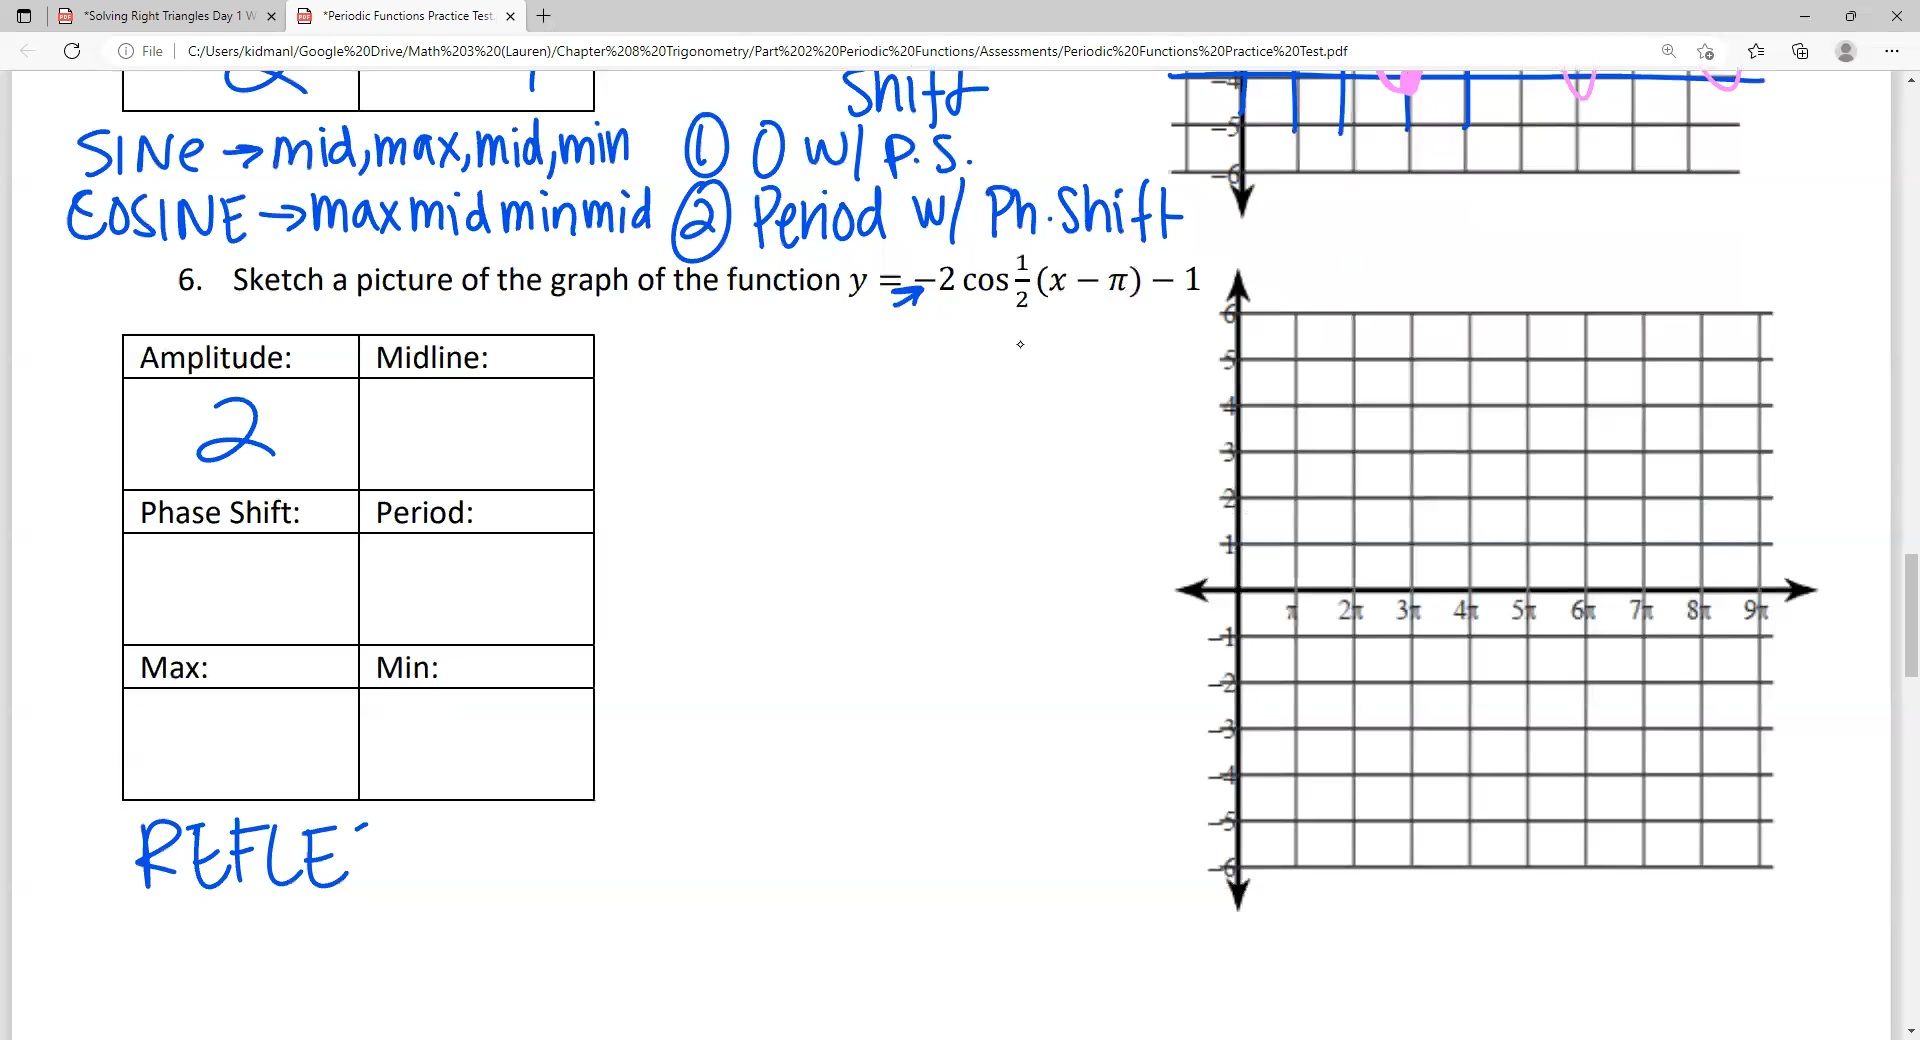 *Solving Right Triangles Day 1 W
*Periodic Functions Practice Test.
File
C:/Users/kidmanl/Google%20Drive/Math%203%20(Lauren)/Chapter%208%20Trigonometry/Part%202%20Periodic%20Functions/Assessments/Periodic%20Functions%20Practice%20Test.pdf
Shift
-4
-5
-6
SINe → mid,max,mid,min ① 0 w/ P.S.
COSINE → max mid min mid ② Period w/ Ph.Shift
6. Sketch a picture of the graph of the function y = -2 cos 1/2 (x − π) − 1
Amplitude: Midline:
2
Phase Shift: Period:
Max: Min:
REFLE
6
5
4
3
2
1
π 2π 3π 4π 5π 6π 7π 8π 9π
-1
-2
-3
-4
-5
-6